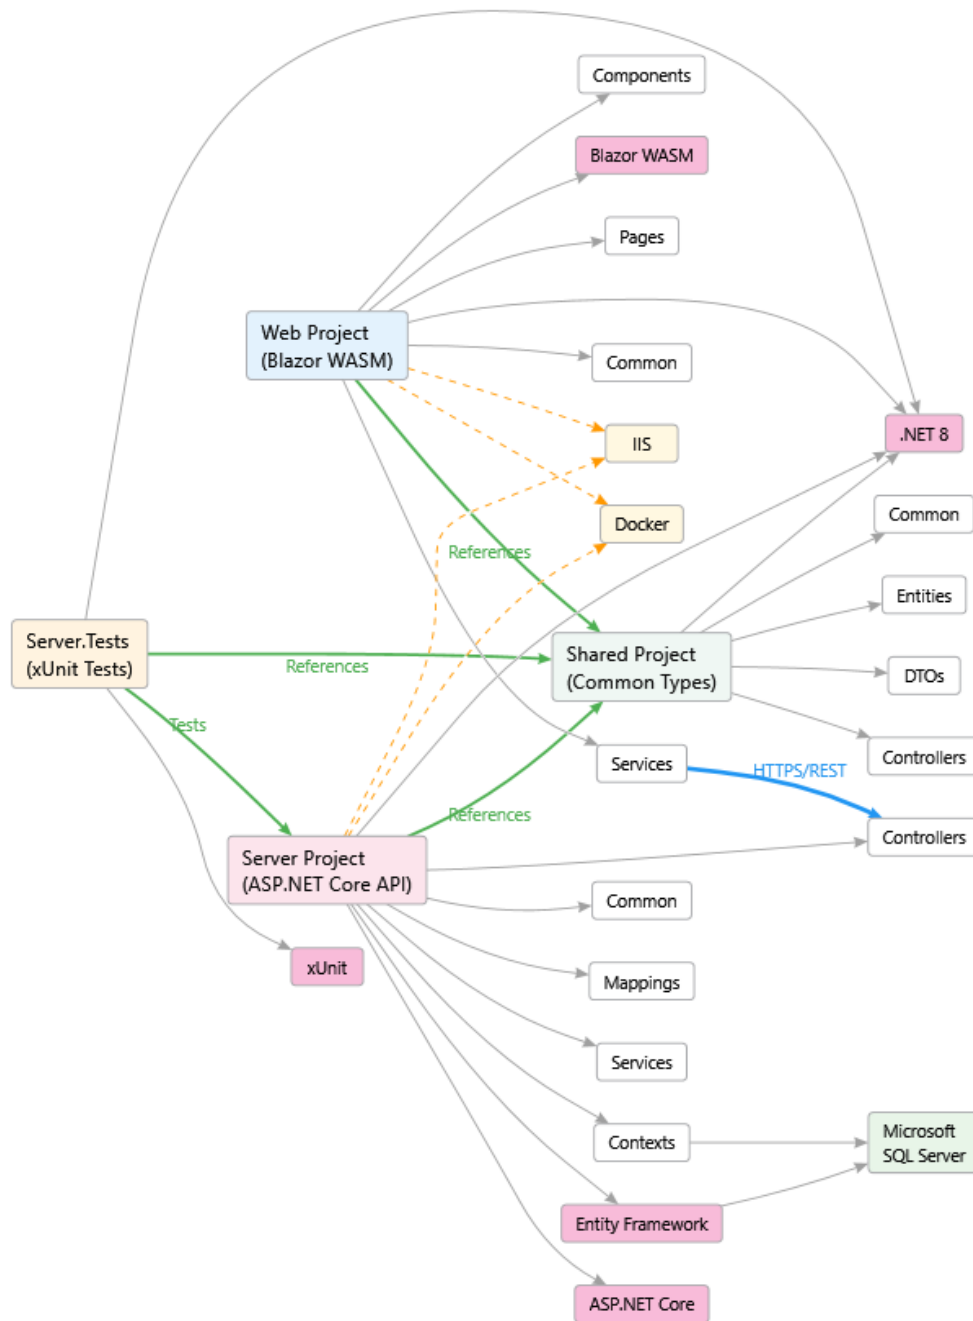 Components
Blazor WASM
Pages
Web Project
(Blazor WASM)
Common
.NET 8
IIS
Common
Docker
References
Entities
Server.Tests
(xUnit Tests)
References
Shared Project
(Common Types)
DTOs
Tests
Services
HTTPS/REST
Controllers
References
Controllers
Server Project
(ASP.NET Core API)
Common
xUnit
Mappings
Services
Contexts
Microsoft
SQL Server
Entity Framework
ASP.NET Core